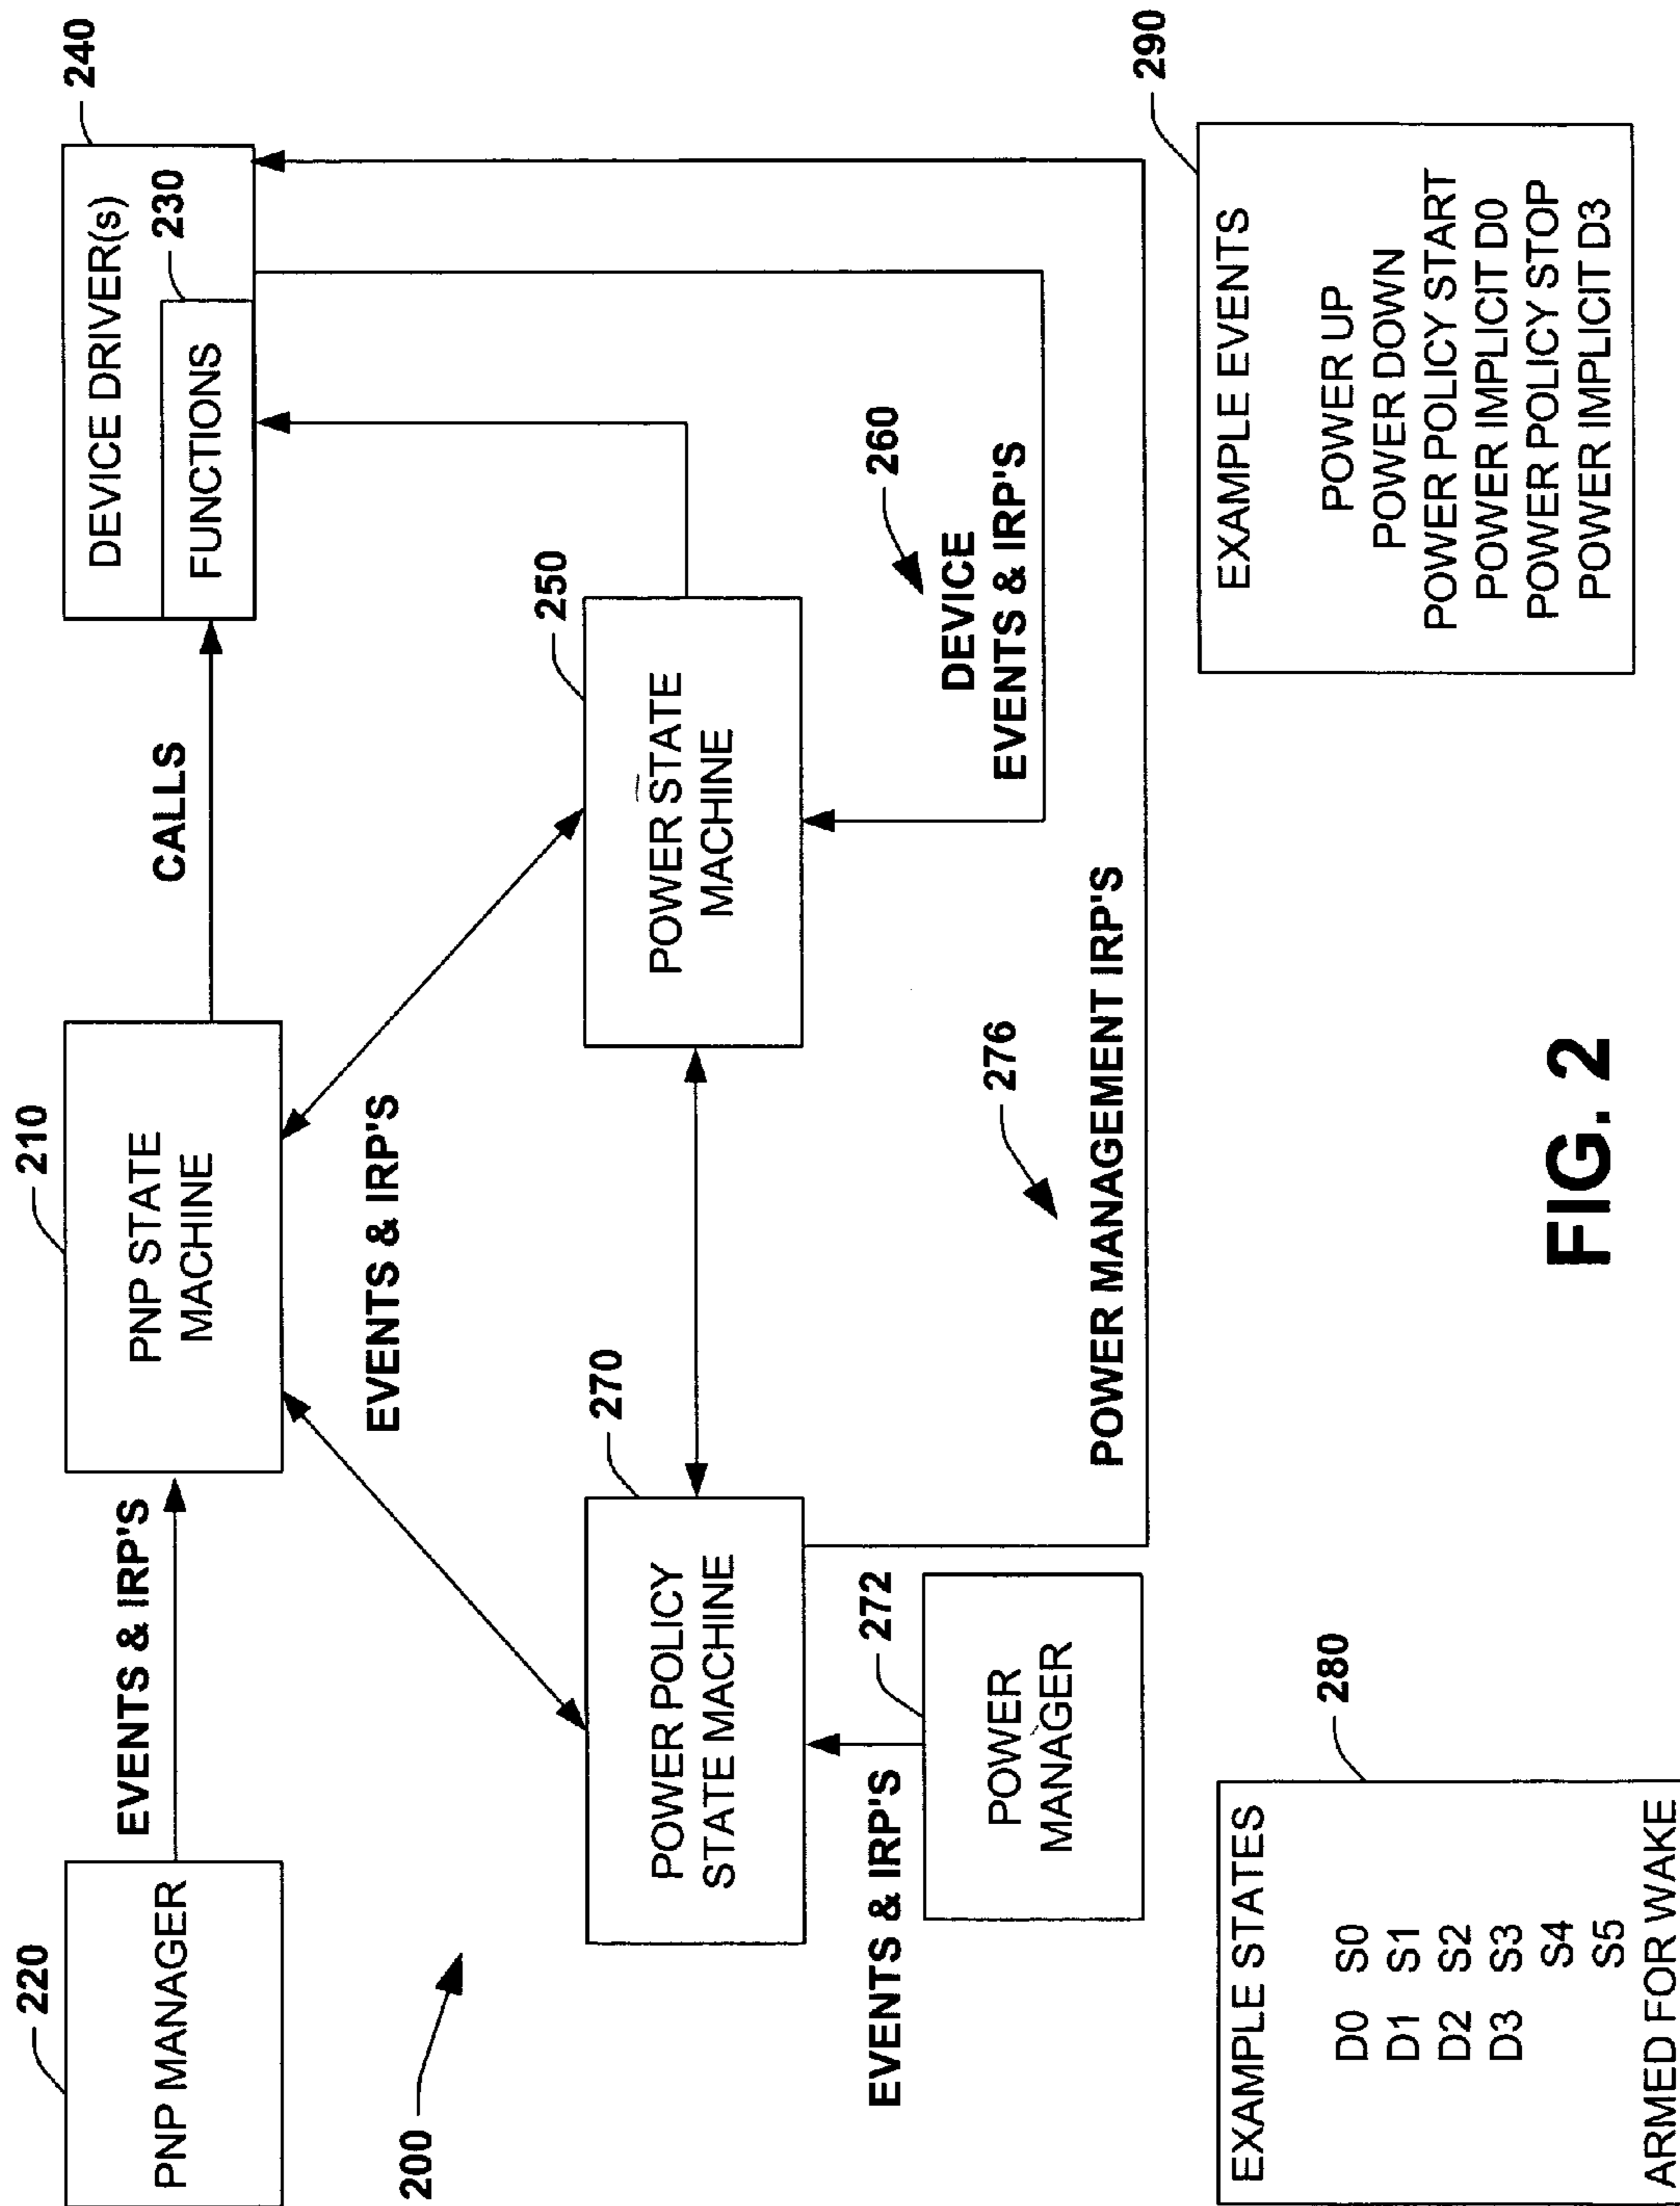 220
PNP MANAGER
EVENTS & IRP'S
210
PNP STATE
MACHINE
CALLS
240
DEVICE DRIVER(s)
230
FUNCTIONS
200
EVENTS & IRP'S
270
POWER POLICY
STATE MACHINE
250
POWER STATE
MACHINE
260
DEVICE
EVENTS & IRP'S
EVENTS & IRP'S
272
POWER
MANAGER
276
POWER MANAGEMENT IRP'S
280
EXAMPLE STATES
D0 S0
D1 S1
D2 S2
D3 S3
S4
S5
ARMED FOR WAKE
290
EXAMPLE EVENTS
POWER UP
POWER DOWN
POWER POLICY START
POWER IMPLICIT D0
POWER POLICY STOP
POWER IMPLICIT D3
FIG. 2